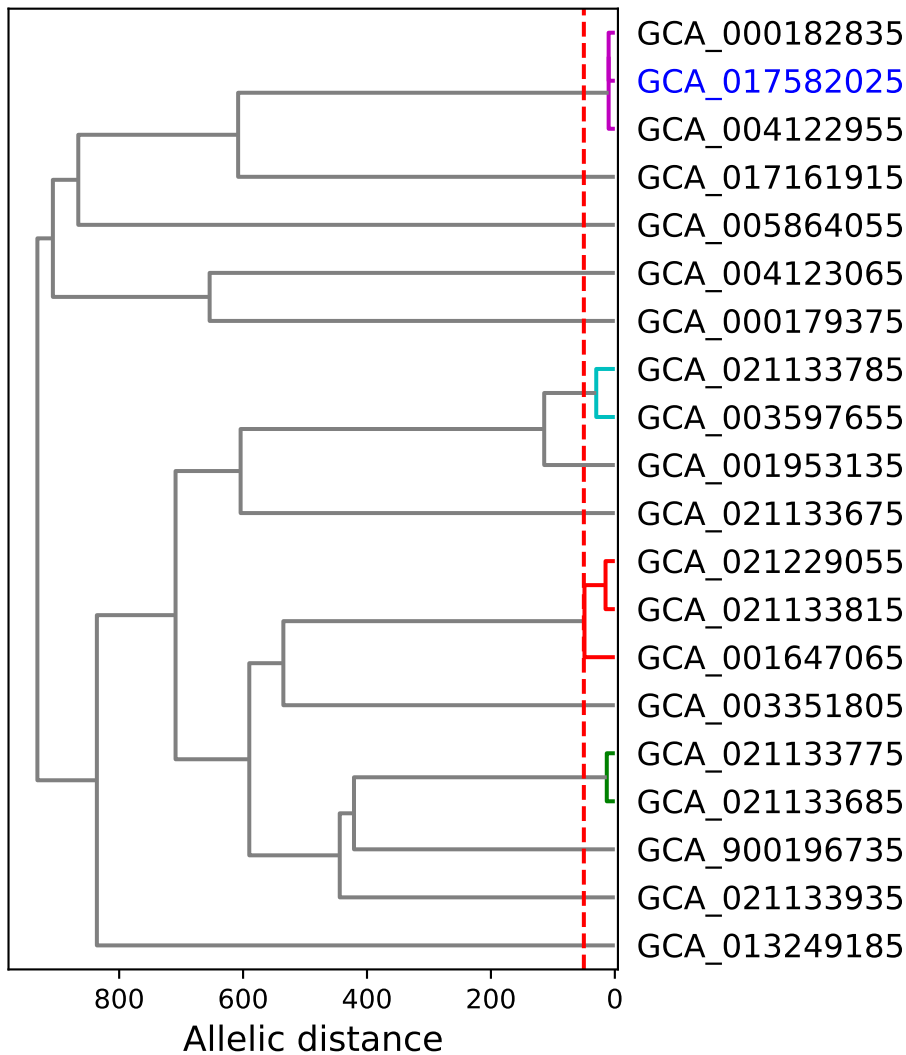 GCA_000182835
GCA_017582025
GCA_004122955
GCA_017161915
GCA_005864055
GCA_004123065
GCA_000179375
GCA_021133785
GCA_003597655
GCA_001953135
GCA_021133675
GCA_021229055
GCA_021133815
GCA_001647065
GCA_003351805
GCA_021133775
GCA_021133685
GCA_900196735
GCA_021133935
GCA_013249185
800 600 400 200 0
Allelic distance